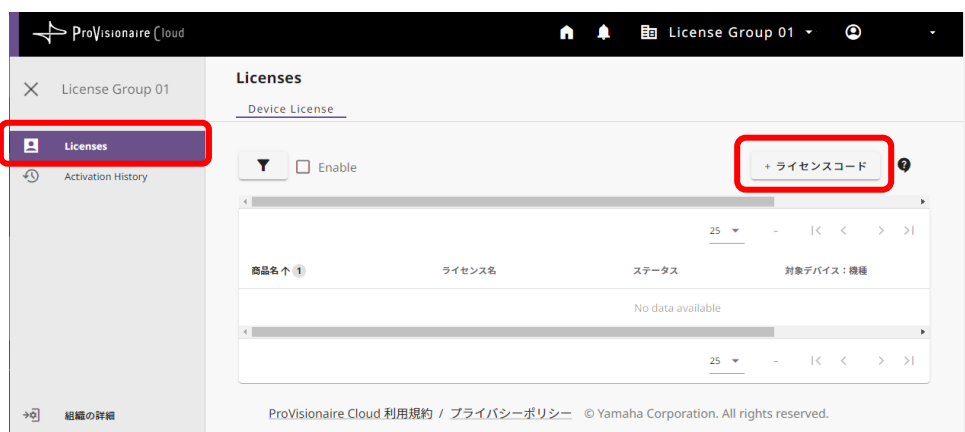 ProVisionaire Cloud
License Group 01
License Group 01
Licenses
Licenses
Device License
Activation History
Enable
+ ライセンスコード
?
25 -
商品名 1 ライセンス名 ステータス 対象デバイス：機種
No data available
25 -
組織の詳細
ProVisionaire Cloud 利用規約 / プライバシーポリシー © Yamaha Corporation. All rights reserved.